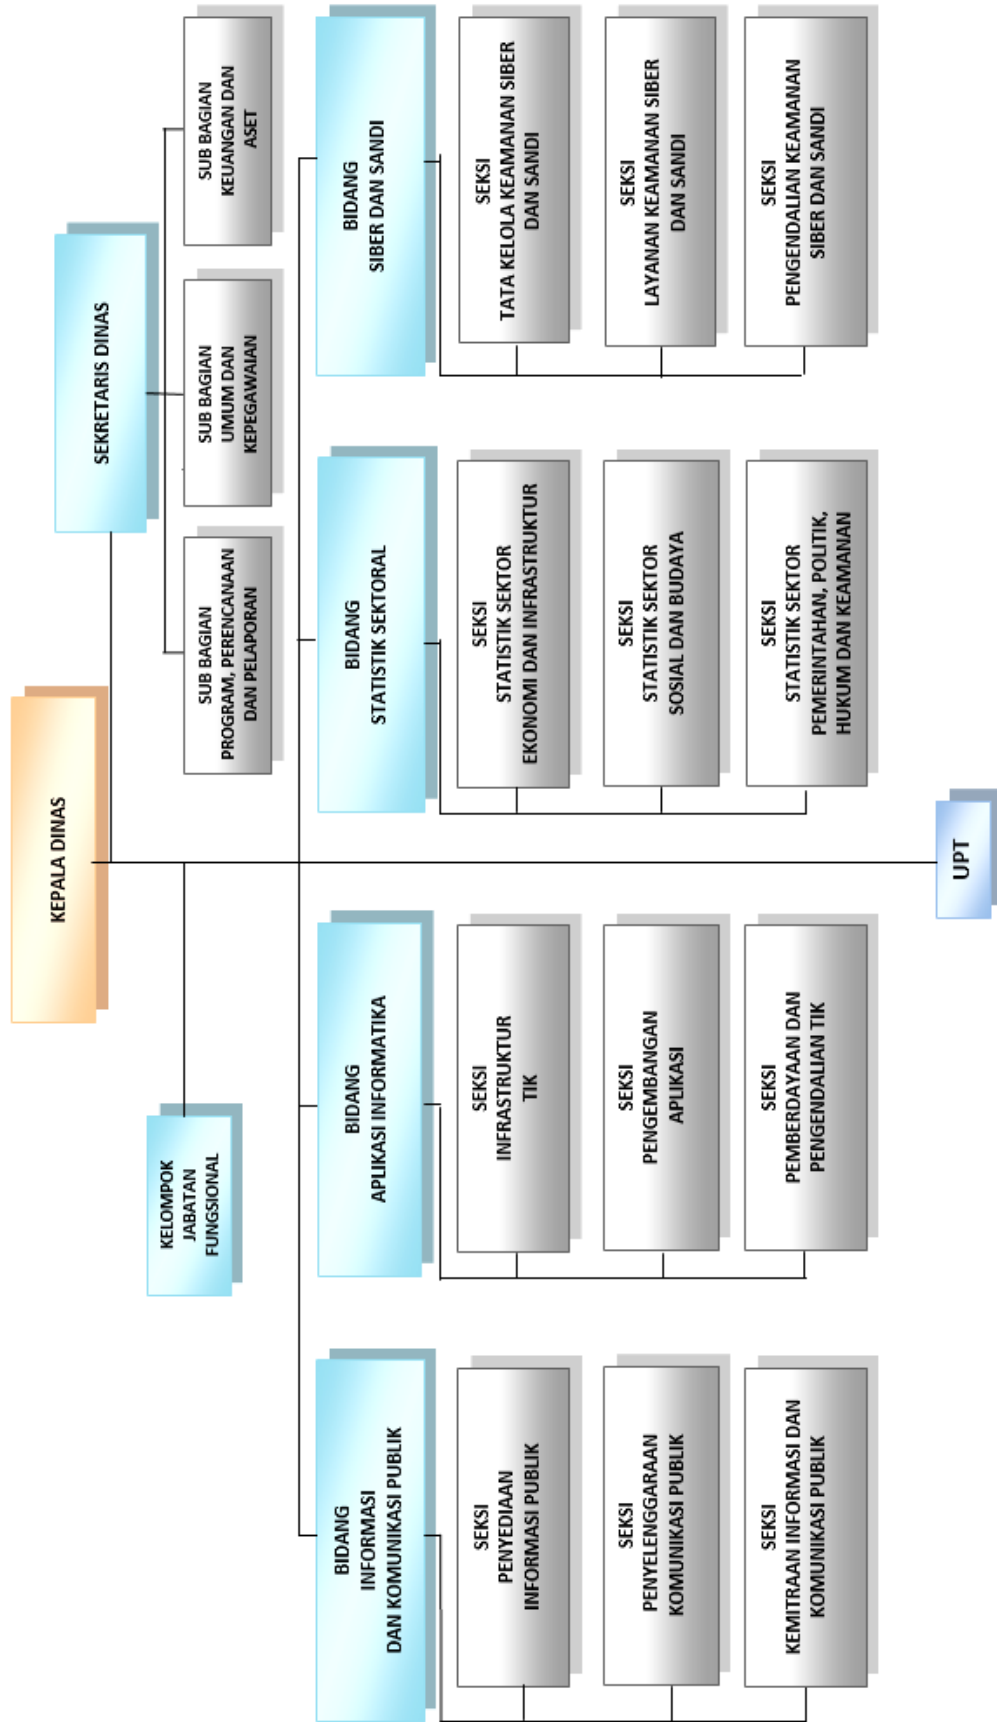 KEPALA DINAS
SEKRETARIS DINAS
KELOMPOK
JABATAN
FUNGSIONAL
SUB BAGIAN
PROGRAM, PERENCANAAN
DAN PELAPORAN
SUB BAGIAN
UMUM DAN
KEPEGAWAIAN
SUB BAGIAN
KEUANGAN DAN
ASET
BIDANG
INFORMASI
DAN KOMUNIKASI PUBLIK
SEKSI
PENYEDIAAN
INFORMASI PUBLIK
SEKSI
PENYELENGGARAAN
KOMUNIKASI PUBLIK
SEKSI
KEMITRAAN INFORMASI DAN
KOMUNIKASI PUBLIK
BIDANG
APLIKASI INFORMATIKA
SEKSI
INFRASTRUKTUR
TIK
SEKSI
PENGEMBANGAN
APLIKASI
SEKSI
PEMBERDAYAAN DAN
PENGENDALIAN TIK
BIDANG
STATISTIK SEKTORAL
SEKSI
STATISTIK SEKTOR
EKONOMI DAN INFRASTRUKTUR
SEKSI
STATISTIK SEKTOR
SOSIAL DAN BUDAYA
SEKSI
STATISTIK SEKTOR
PEMERINTAHAN, POLITIK,
HUKUM DAN KEAMANAN
BIDANG
SIBER DAN SANDI
SEKSI
TATA KELOLA KEAMANAN SIBER
DAN SANDI
SEKSI
LAYANAN KEAMANAN SIBER
DAN SANDI
SEKSI
PENGENDALIAN KEAMANAN
SIBER DAN SANDI
UPT